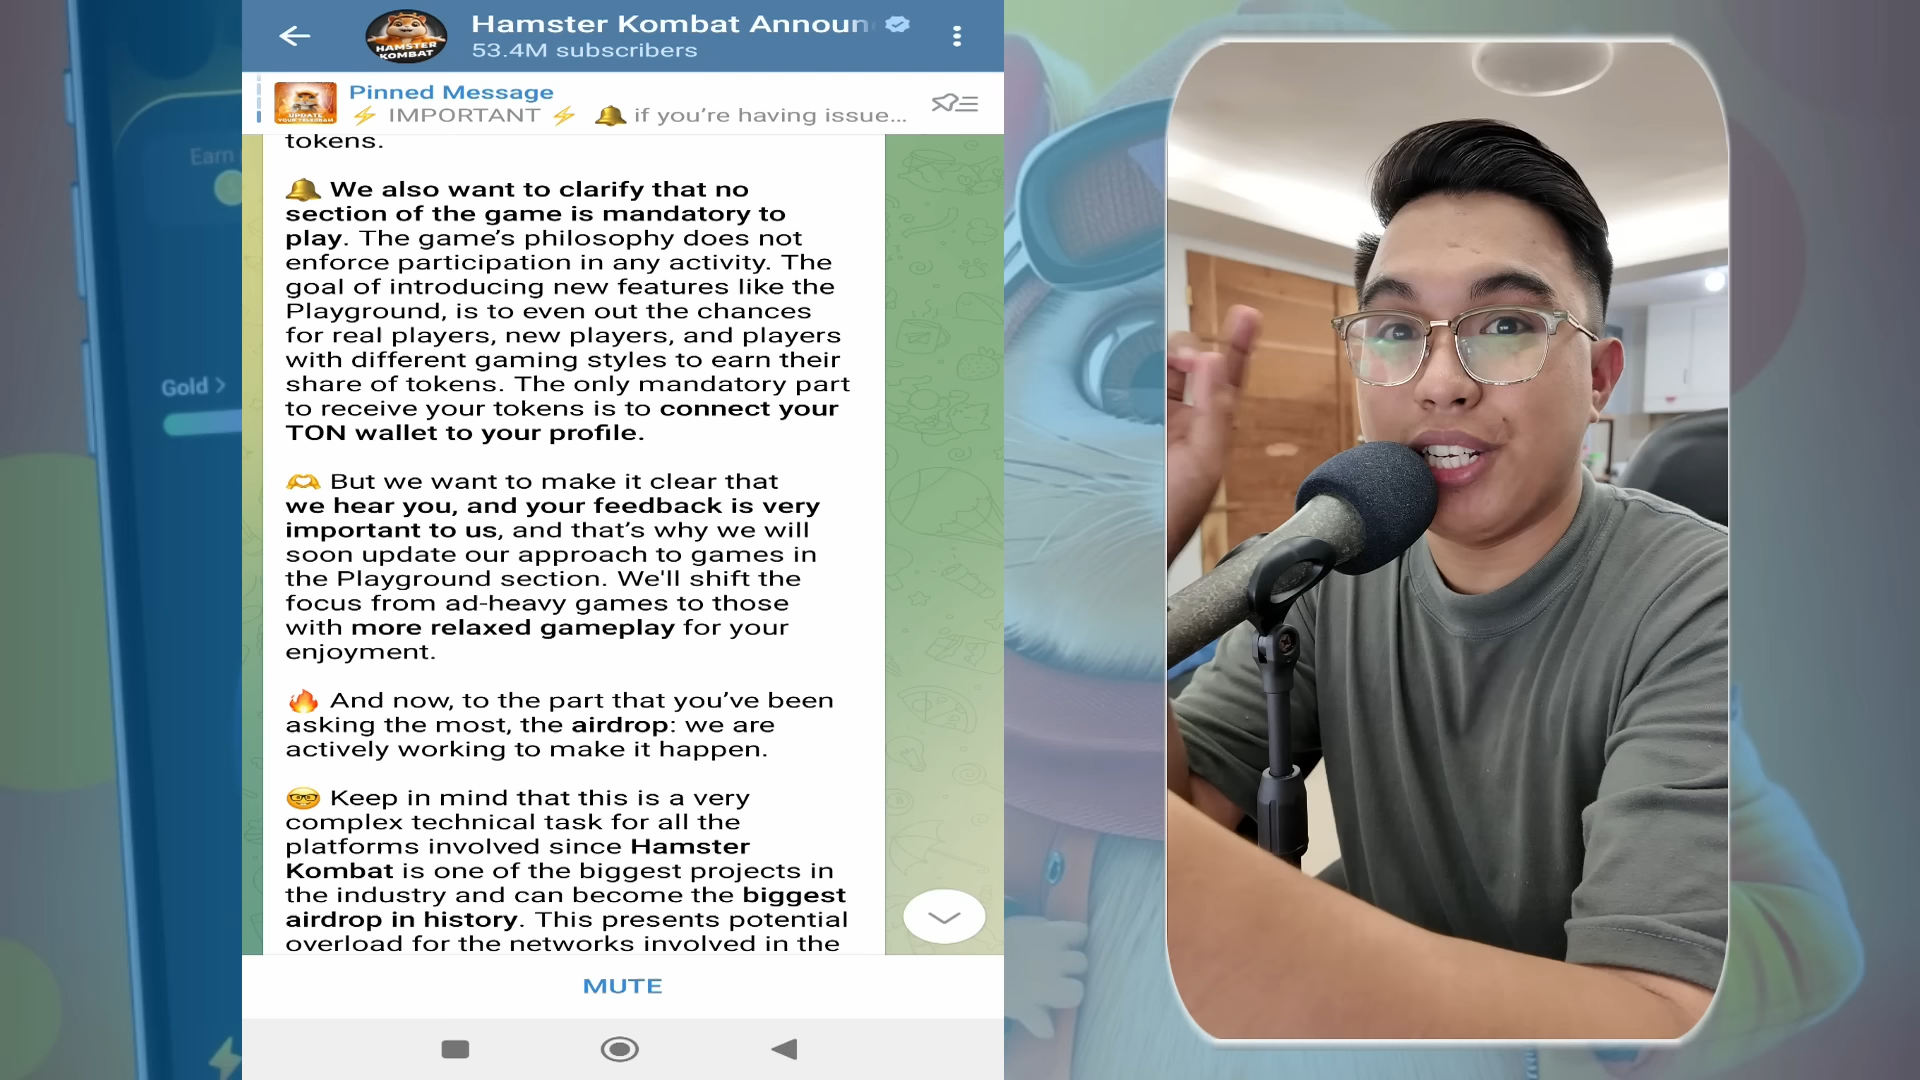 Hamster Kombat Announ
53.4M subscribers
HAMSTER
KOMBAT
Pinned Message
⚡ IMPORTANT ⚡ 🔔 if you’re having issue...
UPDATE
YOUR TELEGRAM
tokens.
🔔 We also want to clarify that no
section of the game is mandatory to
play. The game’s philosophy does not
enforce participation in any activity. The
goal of introducing new features like the
Playground, is to even out the chances
for real players, new players, and players
with different gaming styles to earn their
share of tokens. The only mandatory part
to receive your tokens is to connect your
TON wallet to your profile.
🫶 But we want to make it clear that
we hear you, and your feedback is very
important to us, and that’s why we will
soon update our approach to games in
the Playground section. We'll shift the
focus from ad-heavy games to those
with more relaxed gameplay for your
enjoyment.
🔥 And now, to the part that you’ve been
asking the most, the airdrop: we are
actively working to make it happen.
🤓 Keep in mind that this is a very
complex technical task for all the
platforms involved since Hamster
Kombat is one of the biggest projects in
the industry and can become the biggest
airdrop in history. This presents potential
overload for the networks involved in the
MUTE
Earn
Gold >